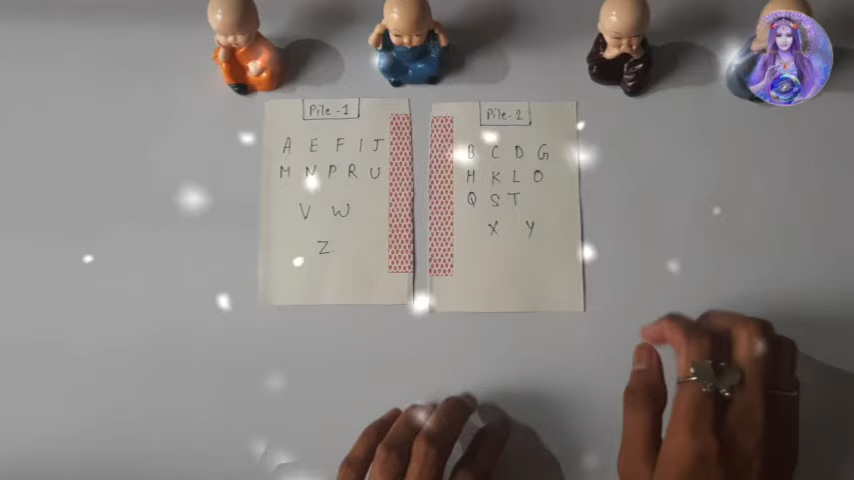 Pile-1
A E F I J
M N P R U
V W
Z
Pile-2
B C D G
H K L O
Q S T
X Y